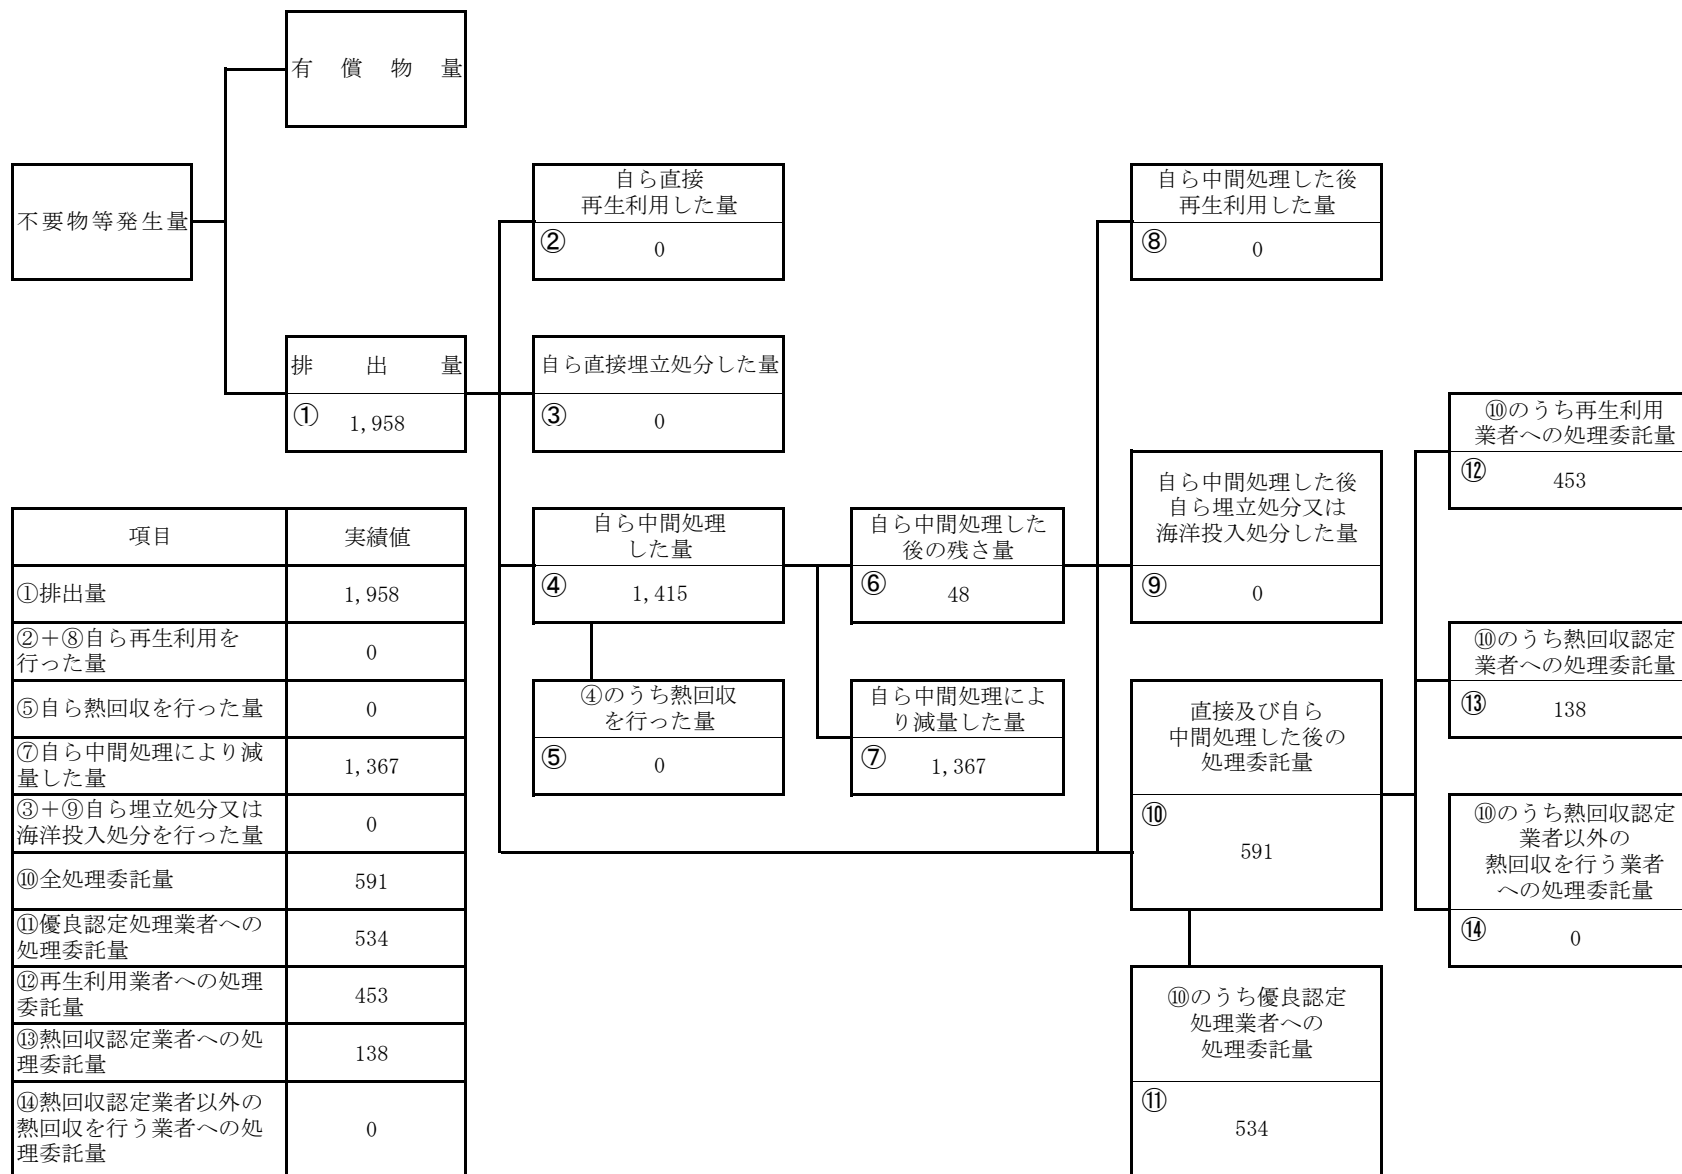 有償物量
不要物等発生量
排出量
① 1,958
自ら直接
再生利用した量
② 0
自ら直接埋立処分した量
③ 0
自ら中間処理
した量
④ 1,415
④のうち熱回収
を行った量
⑤ 0
自ら中間処理した
後の残さ量
⑥ 48
自ら中間処理によ
り減量した量
⑦ 1,367
自ら中間処理した後
再生利用した量
⑧ 0
自ら中間処理した後
自ら埋立処分又は
海洋投入処分した量
⑨ 0
直接及び自ら
中間処理した後の
処理委託量
⑩
591
⑩のうち優良認定
処理業者への
処理委託量
⑪
534
⑩のうち再生利用
業者への処理委託量
⑫ 453
⑩のうち熱回収認定
業者への処理委託量
⑬ 138
⑩のうち熱回収認定
業者以外の
熱回収を行う業者
への処理委託量
⑭ 0
項目 実績値
①排出量 1,958
②＋⑧自ら再生利用を
行った量 0
⑤自ら熱回収を行った量 0
⑦自ら中間処理により減
量した量 1,367
③＋⑨自ら埋立処分又は
海洋投入処分を行った量 0
⑩全処理委託量 591
⑪優良認定処理業者への
処理委託量 534
⑫再生利用業者への処理
委託量 453
⑬熱回収認定業者への処
理委託量 138
⑭熱回収認定業者以外の
熱回収を行う業者への処
理委託量 0